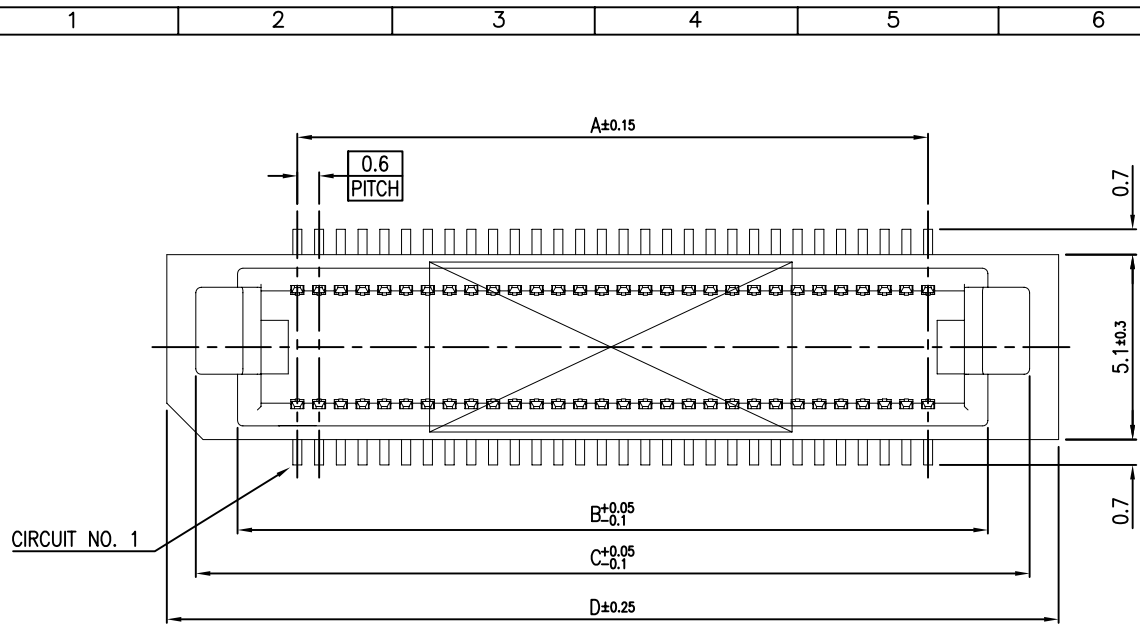 1 2 3 4 5 6
A±0.15
0.6
PITCH
0.7
5.1±0.3
0.7
CIRCUIT NO. 1
B+0.05
-0.1
C+0.05
-0.1
D±0.25